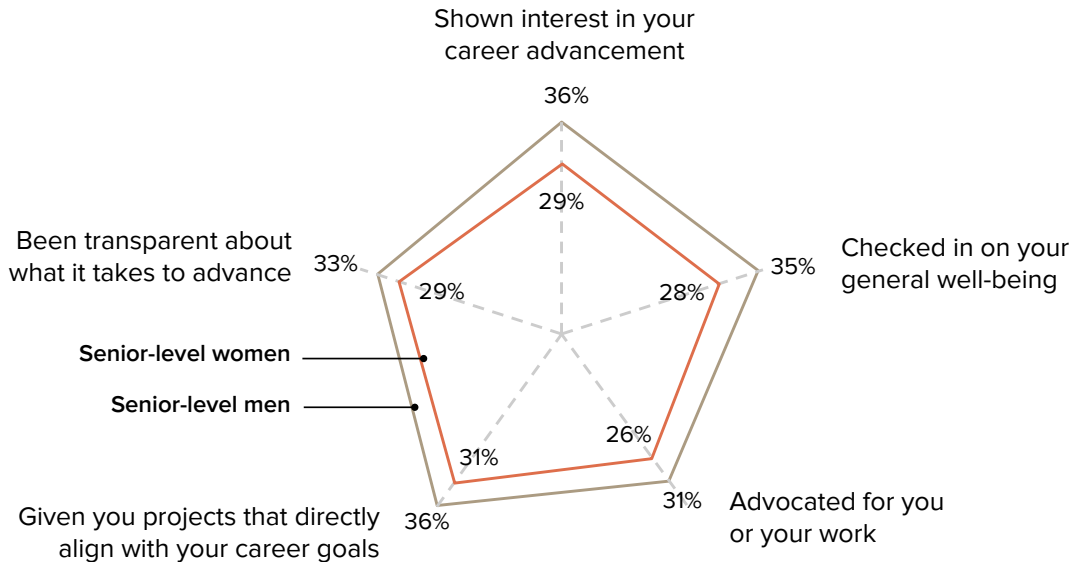 Shown interest in your
career advancement
36%
29%
Checked in on your
general well-being
35%
28%
Been transparent about
what it takes to advance
33%
29%
Senior-level women
Senior-level men
26%
31%
Advocated for you
or your work
31%
36%
Given you projects that directly
align with your career goals